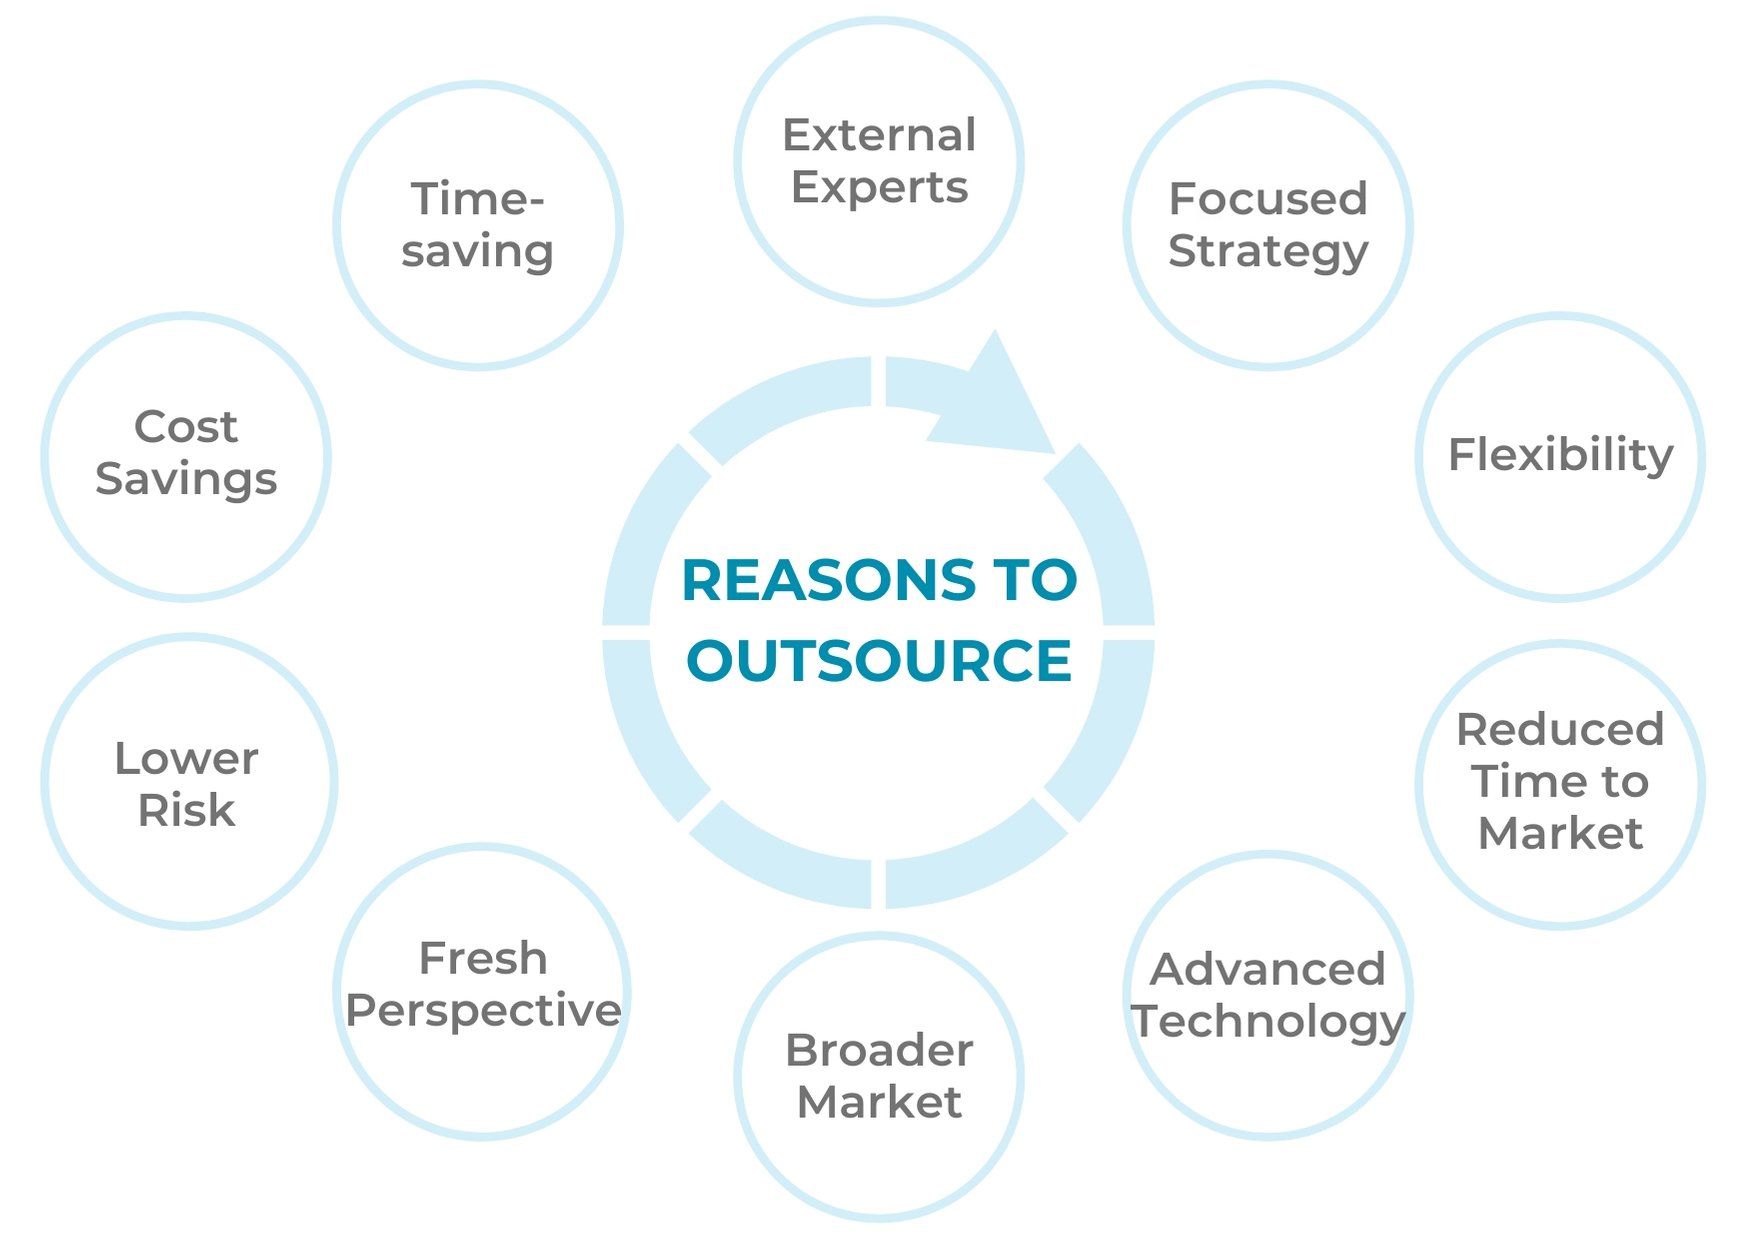 External
Experts
Focused
Strategy
Flexibility
Reduced
Time to
Market
Advanced
Technology
Broader
Market
Fresh
Perspective
Lower
Risk
Cost
Savings
Time-
saving
REASONS TO
OUTSOURCE